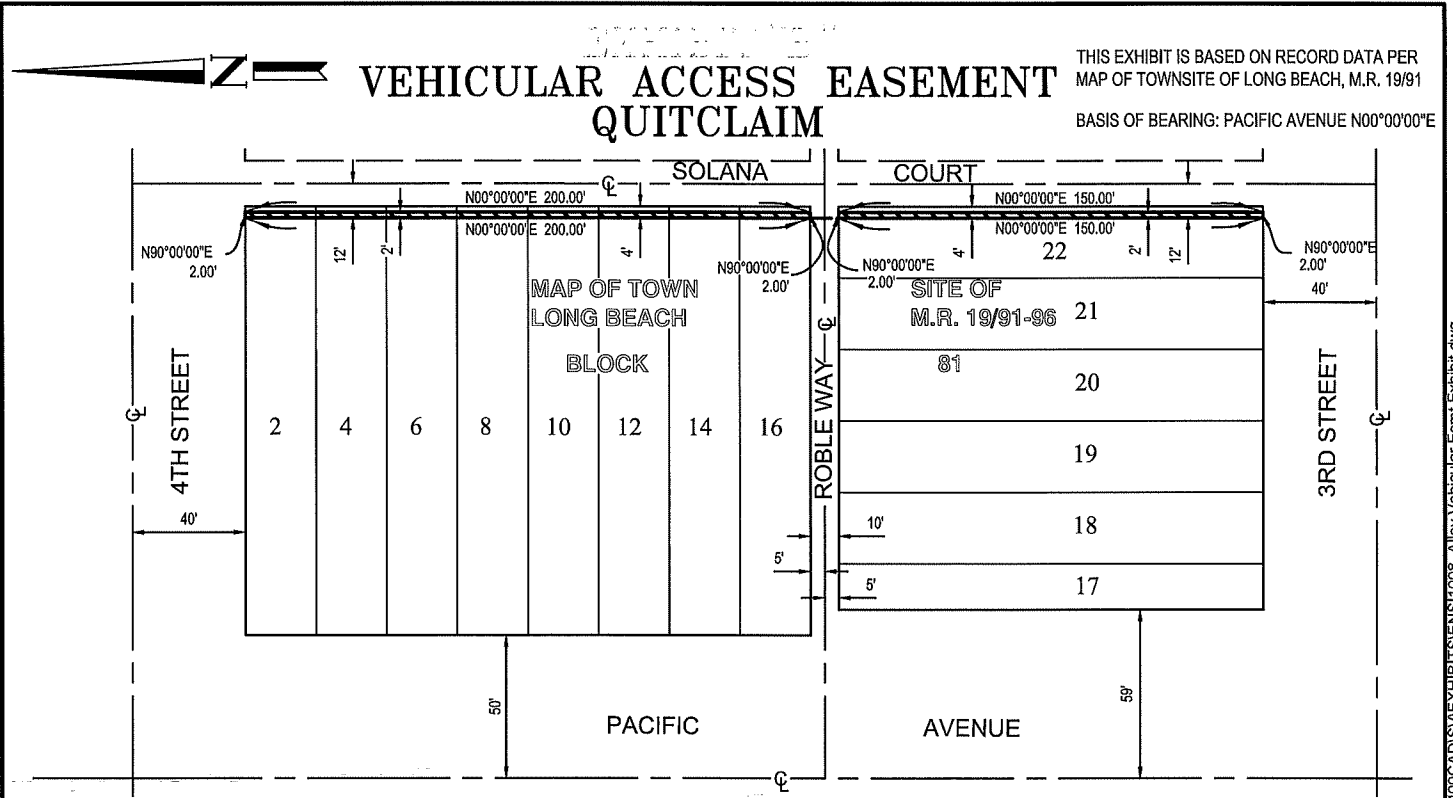 VEHICULAR ACCESS EASEMENT
QUITCLAIM
THIS EXHIBIT IS BASED ON RECORD DATA PER
MAP OF TOWNSITE OF LONG BEACH, M.R. 19/91
BASIS OF BEARING: PACIFIC AVENUE N00°00'00"E
N
SOLANA COURT
N00°00'00"E 200.00'
N00°00'00"E 150.00'
N00°00'00"E 200.00'
N00°00'00"E 150.00'
N90°00'00"E
2.00'
12'
2'
4'
N90°00'00"E
2.00'
N90°00'00"E
2.00'
4'
22
2'
12'
N90°00'00"E
2.00'
40'
MAP OF TOWN SITE OF
LONG BEACH M.R. 19/91-96
BLOCK 81
21
20
19
18
17
4TH STREET
2
4
6
8
10
12
14
16
ROBLE WAY
3RD STREET
40'
10'
5'
5'
50'
59'
PACIFIC AVENUE